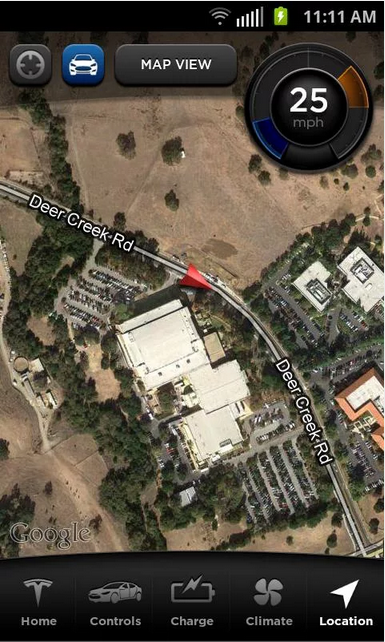 11:11 AM
MAP VIEW
25
mph
Deer Creek Rd
Deer Creek Rd
Google
Home
Controls
Charge
Climate
Location